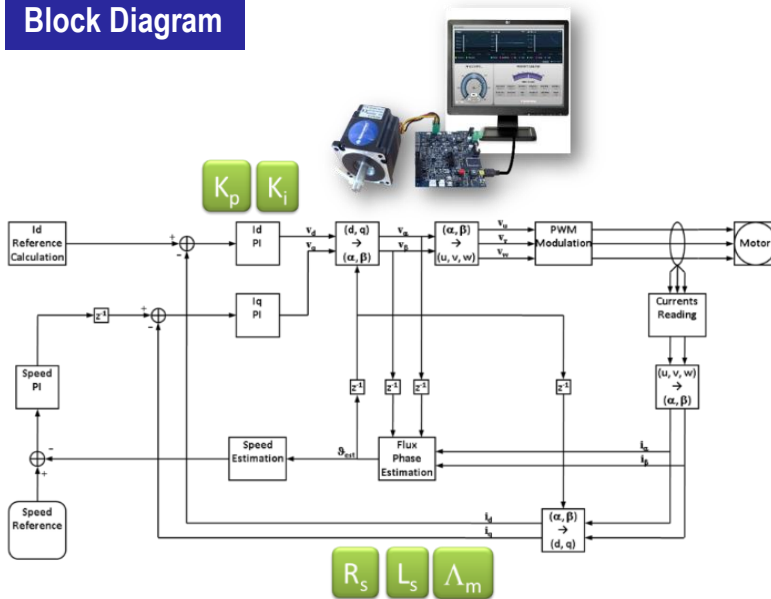 Block Diagram
Kp Ki
Id
Reference
Calculation
+
-
Id
PI
vd
vq
(d, q)
→
(α, β)
vα
vβ
(α, β)
→
(u, v, w)
vu
vv
vw
PWM
Modulation
Motor
Currents
Reading
z-1
+
-
Iq
PI
Speed
PI
z-1
z-1
z-1
z-1
(u, v, w)
→
(α, β)
-
+
Speed
Estimation
ϑest
Flux
Phase
Estimation
iα
iβ
Speed
Reference
id
iq
(α, β)
→
(d, q)
Rs Ls Λm